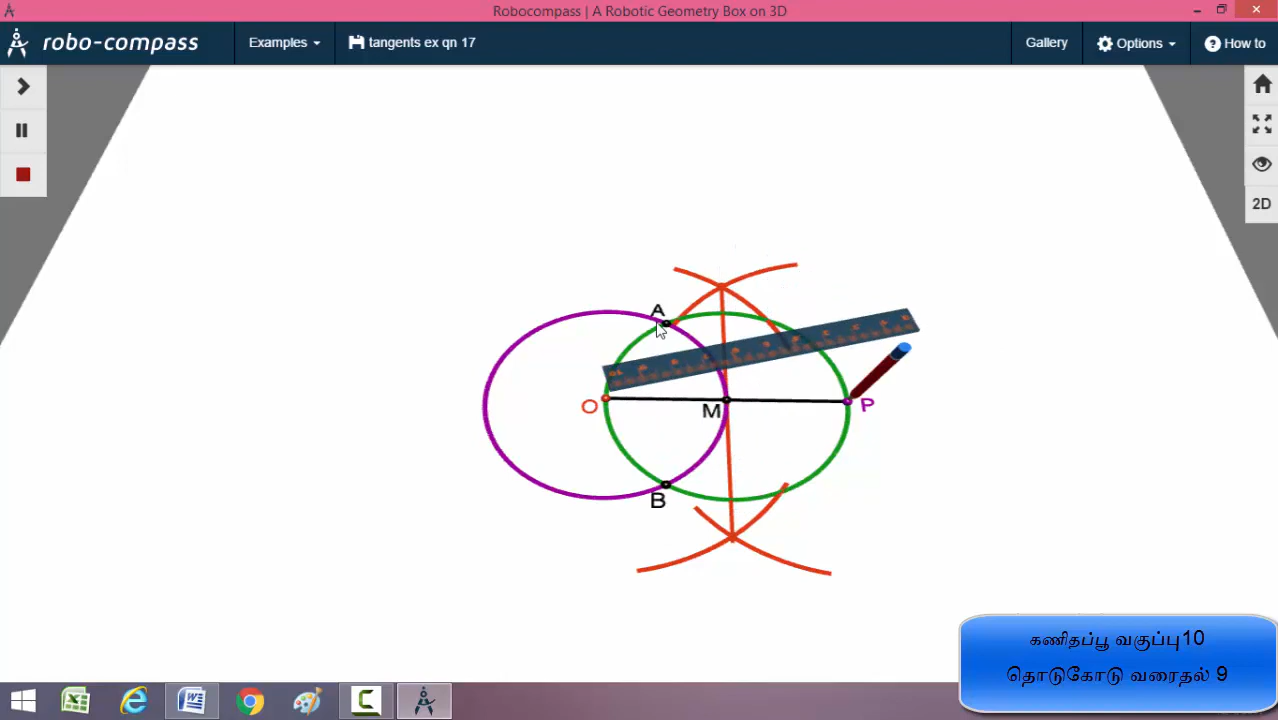 Robocompass | A Robotic Geometry Box on 3D
robo-compass
Examples
tangents ex qn 17
Gallery
Options
How to
2D
A
O
M
P
B
கணிதப்பூ வகுப்பு10
தொடுகோடு வரைதல் 9